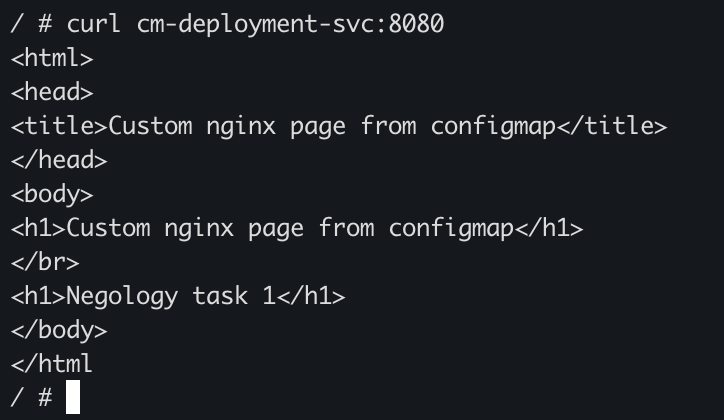 / # curl cm-deployment-svc:8080
<html>
<head>
<title>Custom nginx page from configmap</title>
</head>
<body>
<h1>Custom nginx page from configmap</h1>
</br>
<h1>Negology task 1</h1>
</body>
</html
/ #